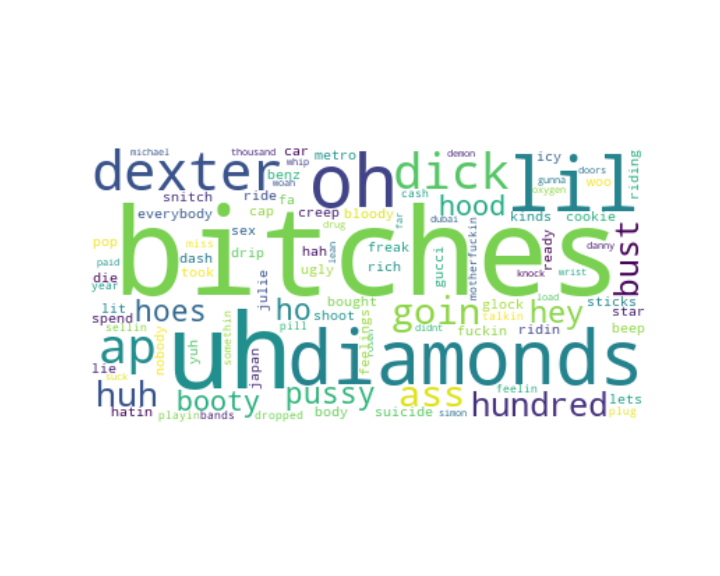 michael thousand car metro demon icy doors
dexter whip oh dick lil riding
benz woah gunna woo
snitch ride fa cash hood oxygen
everybody cap creep bloody far kinds cookie
bitches
pop miss sex drug dubai danny bust
dash drip hah freak gucci motherfuckin ready
paid took ugly rich lean knock wrist
die julie
year bought load
lit hoes ho shoot goin glock hey sticks star
spend pill feelings falkin
sellin yuh uh diamonds didnt fuckin ridin beep
ap nobody somethin japan
lie
suck feelin
huh booty pussy ass hundred lets
hatin playin bands dropped body suicide simon plug